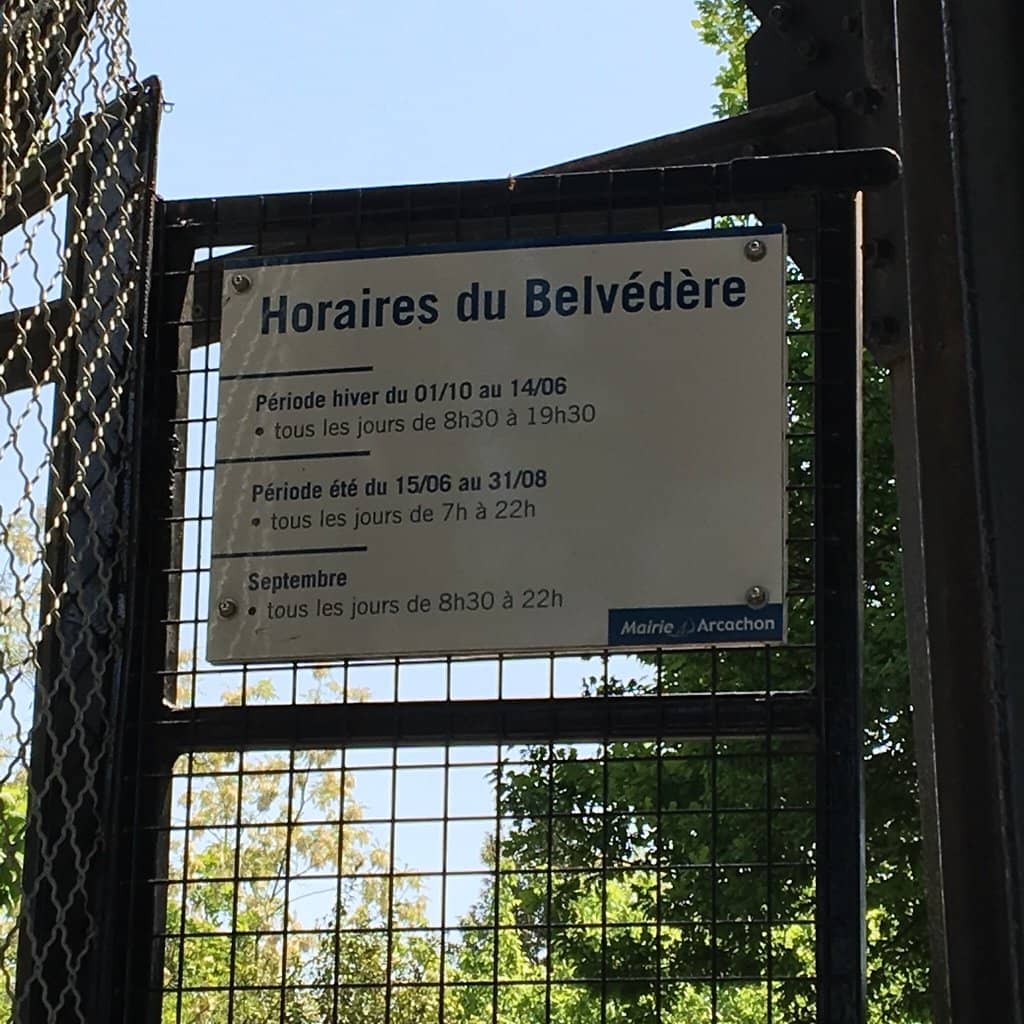 Horaires du Belvédère
Période hiver du 01/10 au 14/06
• tous les jours de 8h30 à 19h30
Période été du 15/06 au 31/08
• tous les jours de 7h à 22h
Septembre
• tous les jours de 8h30 à 22h
Mairie Arcachon